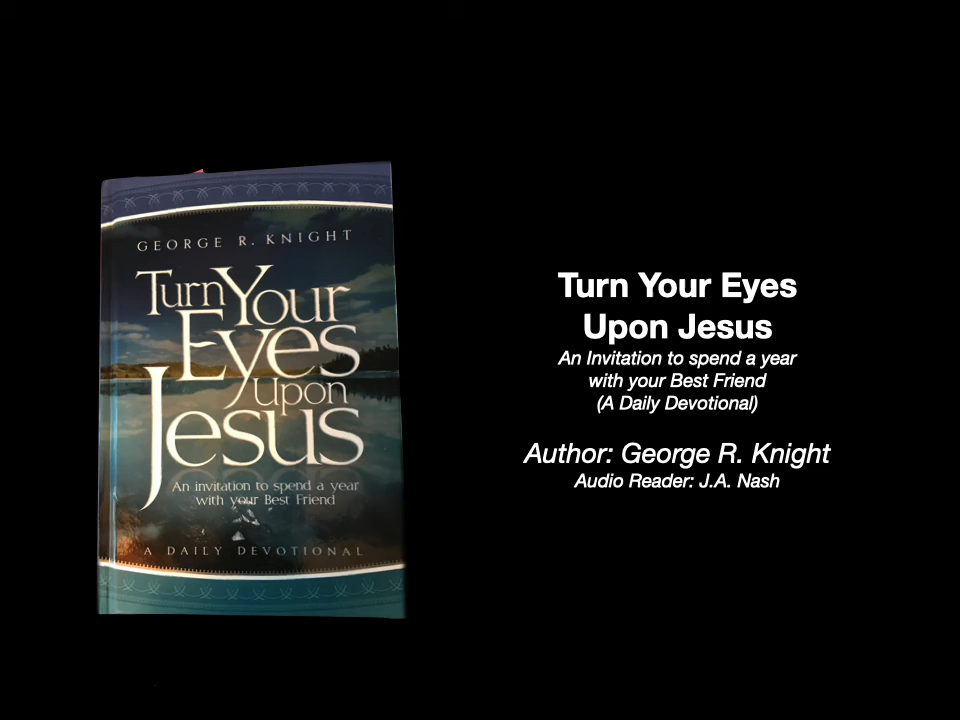 GEORGE R. KNIGHT
Turn Your
Eyes
Upon
Jesus
An invitation to spend a year
with your Best Friend
A DAILY DEVOTIONAL
Turn Your Eyes
Upon Jesus
An Invitation to spend a year
with your Best Friend
(A Daily Devotional)
Author: George R. Knight
Audio Reader: J.A. Nash